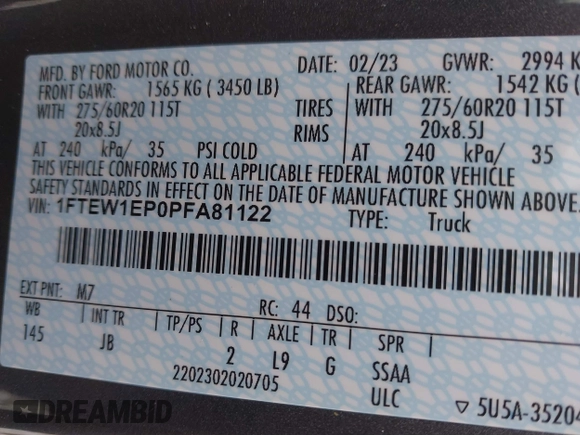 MFD. BY FORD MOTOR CO.
DATE: 02/23 GVWR: 2994 K
FRONT GAWR: 1565 KG ( 3450 LB)
REAR GAWR: 1542 KG (
WITH 275/60R20 115T TIRES WITH 275/60R20 115T
20x8.5J RIMS 20x8.5J
AT 240 kPa/ 35 PSI COLD AT 240 kPa/ 35
THIS VEHICLE CONFORMS TO ALL APPLICABLE FEDERAL MOTOR VEHICLE
SAFETY STANDARDS IN EFFECT ON THE DATE OF MANUFACTURE SHOWN ABOVE.
VIN: 1FTEW1EP0PFA81122
TYPE: Truck
EXT PNT: M7 RC: 44 DSO:
WB INT TR TP/PS R AXLE TR SPR
145 JB 2 L9 G SSAA
2202302020705 ULC
▽ 5U5A-35204
DREAMBID